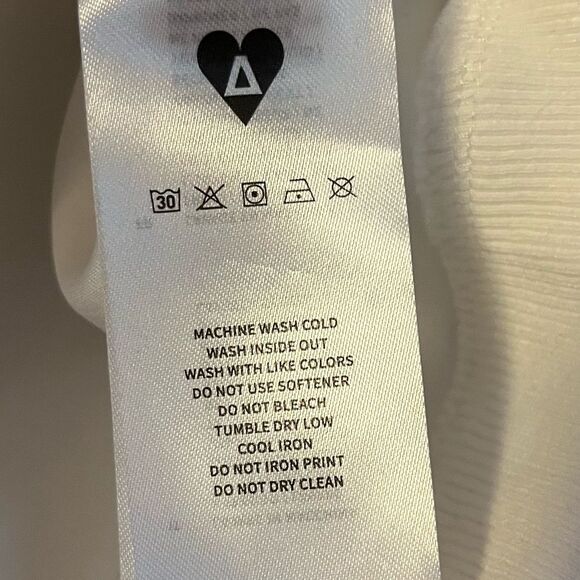 Δ
30
MACHINE WASH COLD
WASH INSIDE OUT
WASH WITH LIKE COLORS
DO NOT USE SOFTENER
DO NOT BLEACH
TUMBLE DRY LOW
COOL IRON
DO NOT IRON PRINT
DO NOT DRY CLEAN